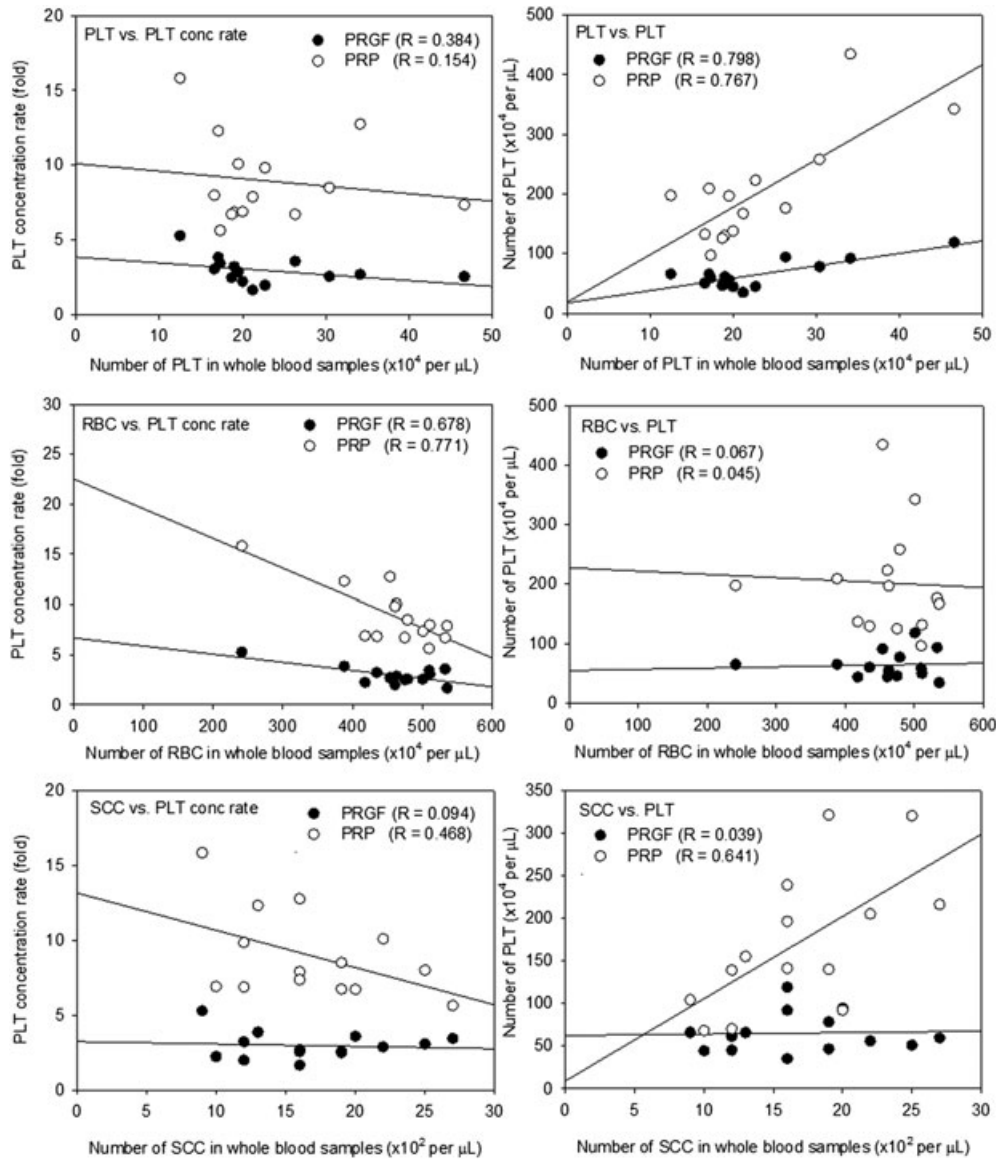 PLT vs. PLT conc rate
PRGF (R = 0.384)
PRP (R = 0.154)
PLT concentration rate (fold)
20
15
10
5
0
0 10 20 30 40 50
Number of PLT in whole blood samples (x10⁴ per μL)
PLT vs. PLT
PRGF (R = 0.798)
PRP (R = 0.767)
Number of PLT (x10⁴ per μL)
500
400
300
200
100
0
0 10 20 30 40 50
Number of PLT in whole blood samples (x10⁴ per μL)
RBC vs. PLT conc rate
PRGF (R = 0.678)
PRP (R = 0.771)
PLT concentration rate (fold)
30
25
20
15
10
5
0
0 100 200 300 400 500 600
Number of RBC in whole blood samples (x10⁴ per μL)
RBC vs. PLT
PRGF (R = 0.067)
PRP (R = 0.045)
Number of PLT (x10⁴ per μL)
500
400
300
200
100
0
0 100 200 300 400 500 600
Number of RBC in whole blood samples (x10⁴ per μL)
SCC vs. PLT conc rate
PRGF (R = 0.094)
PRP (R = 0.468)
PLT concentration rate (fold)
20
15
10
5
0
0 5 10 15 20 25 30
Number of SCC in whole blood samples (x10² per μL)
SCC vs. PLT
PRGF (R = 0.039)
PRP (R = 0.641)
Number of PLT (x10⁴ per μL)
350
300
250
200
150
100
50
0
0 5 10 15 20 25 30
Number of SCC in whole blood samples (x10² per μL)